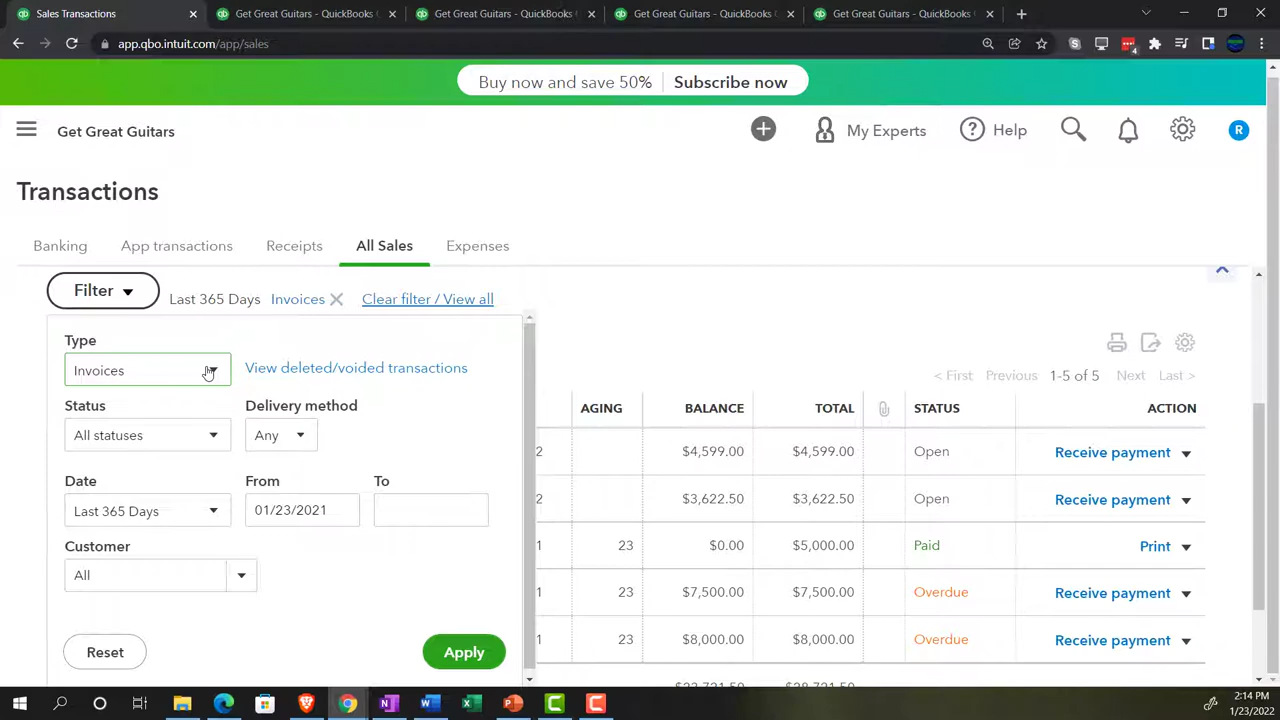 Sales Transactions
Get Great Guitars - QuickBooks
Get Great Guitars - QuickBooks
Get Great Guitars - QuickBooks
Get Great Guitars - QuickBooks
app.qbo.intuit.com/app/sales
4
Buy now and save 50% Subscribe now
Get Great Guitars
My Experts
Help
R
Transactions
Banking App transactions Receipts All Sales Expenses
Filter Last 365 Days Invoices Clear filter / View all
Type
Invoices View deleted/voided transactions
Status Delivery method
All statuses Any
Date From To
Last 365 Days 01/23/2021
Customer
All
Reset Apply
< First Previous 1-5 of 5 Next Last >
AGING BALANCE TOTAL STATUS ACTION
2 $4,599.00 $4,599.00 Open Receive payment
2 $3,622.50 $3,622.50 Open Receive payment
1 23 $0.00 $5,000.00 Paid Print
1 23 $7,500.00 $7,500.00 Overdue Receive payment
1 23 $8,000.00 $8,000.00 Overdue Receive payment
2:14 PM
1/23/2022